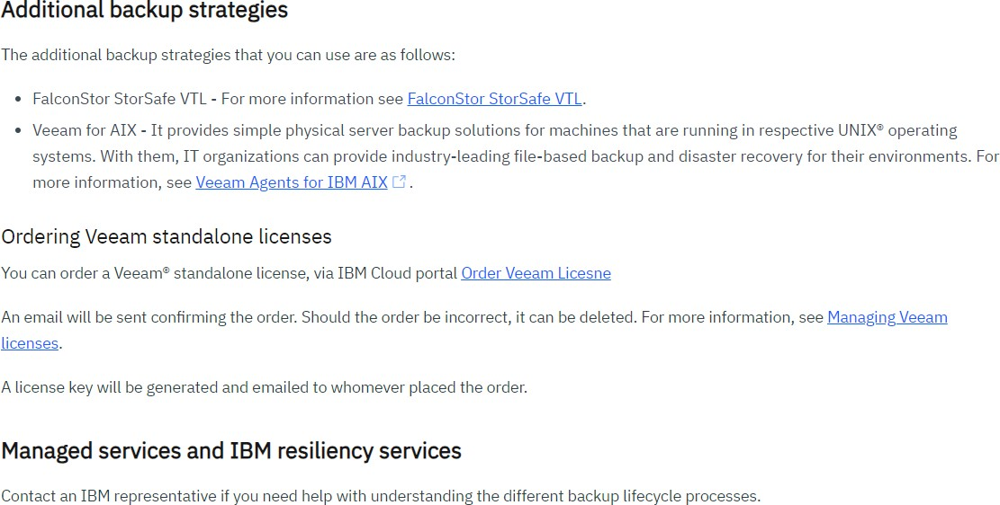 Additional backup strategies
The additional backup strategies that you can use are as follows:
• FalconStor StorSafe VTL - For more information see FalconStor StorSafe VTL.
• Veeam for AIX - It provides simple physical server backup solutions for machines that are running in respective UNIX® operating
systems. With them, IT organizations can provide industry-leading file-based backup and disaster recovery for their environments. For
more information, see Veeam Agents for IBM AIX.
Ordering Veeam standalone licenses
You can order a Veeam® standalone license, via IBM Cloud portal Order Veeam Licesne
An email will be sent confirming the order. Should the order be incorrect, it can be deleted. For more information, see Managing Veeam
licenses.
A license key will be generated and emailed to whomever placed the order.
Managed services and IBM resiliency services
Contact an IBM representative if you need help with understanding the different backup lifecycle processes.